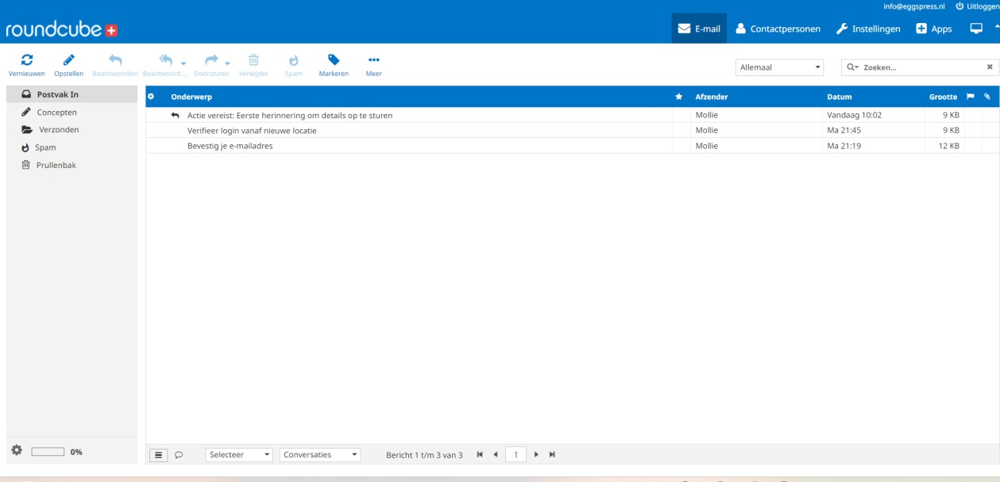 info@eggspress.nl Uitloggen
roundcube
E-mail Contactpersonen Instellingen Apps
Vernieuwen Opstellen Beantwoorden Beantwoord ... Doorsturen Verwijder Spam Markeren Meer
Allemaal Zoeken...
Postvak In
Concepten
Verzonden
Spam
Prullenbak
Onderwerp Afzender Datum Grootte
Actie vereist: Eerste herinnering om details op te sturen Mollie Vandaag 10:02 9 KB
Verifieer login vanaf nieuwe locatie Mollie Ma 21:45 9 KB
Bevestig je e-mailadres Mollie Ma 21:19 12 KB
0% Selecteer Conversaties Bericht 1 t/m 3 van 3 1